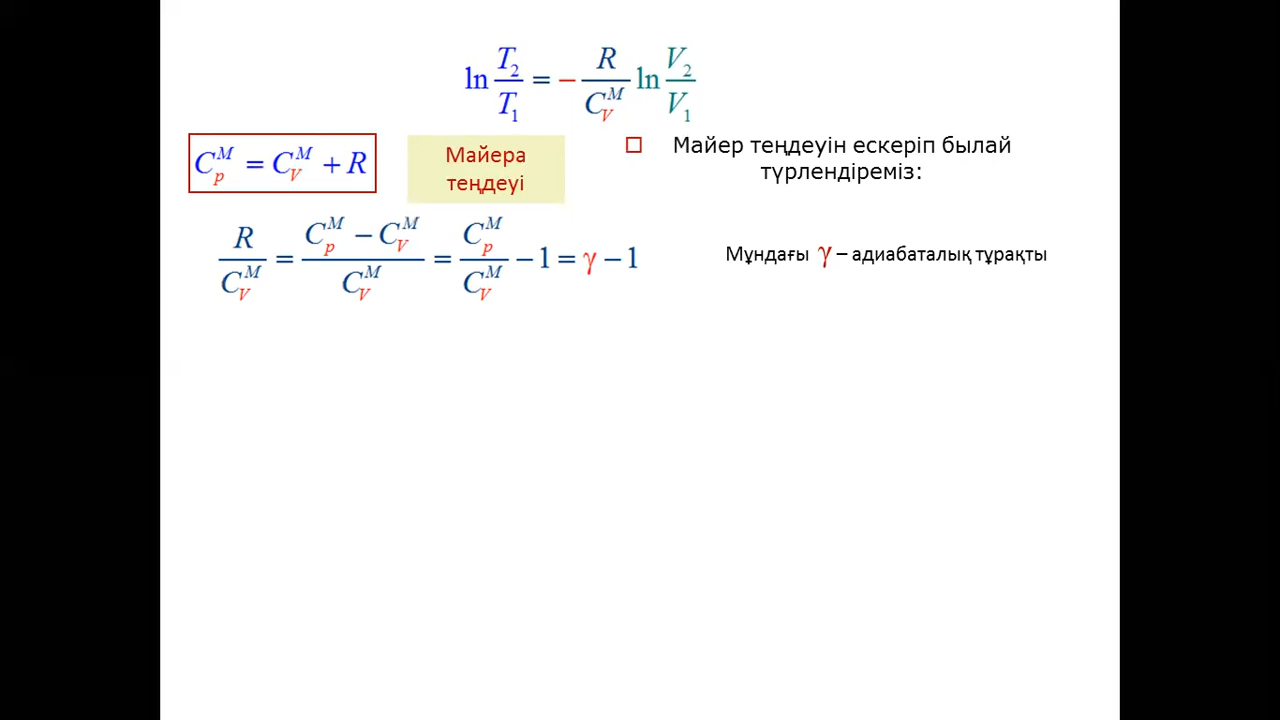 ln T₂/T₁ = − R/C_V^M ln V₂/V₁
C_p^M = C_V^M + R
Майера
теңдеуі
Майер теңдеуін ескеріп былай
түрлендіреміз:
R/C_V^M = (C_p^M − C_V^M)/C_V^M = C_p^M/C_V^M − 1 = γ − 1
Мұндағы γ – адиабаталық тұрақты